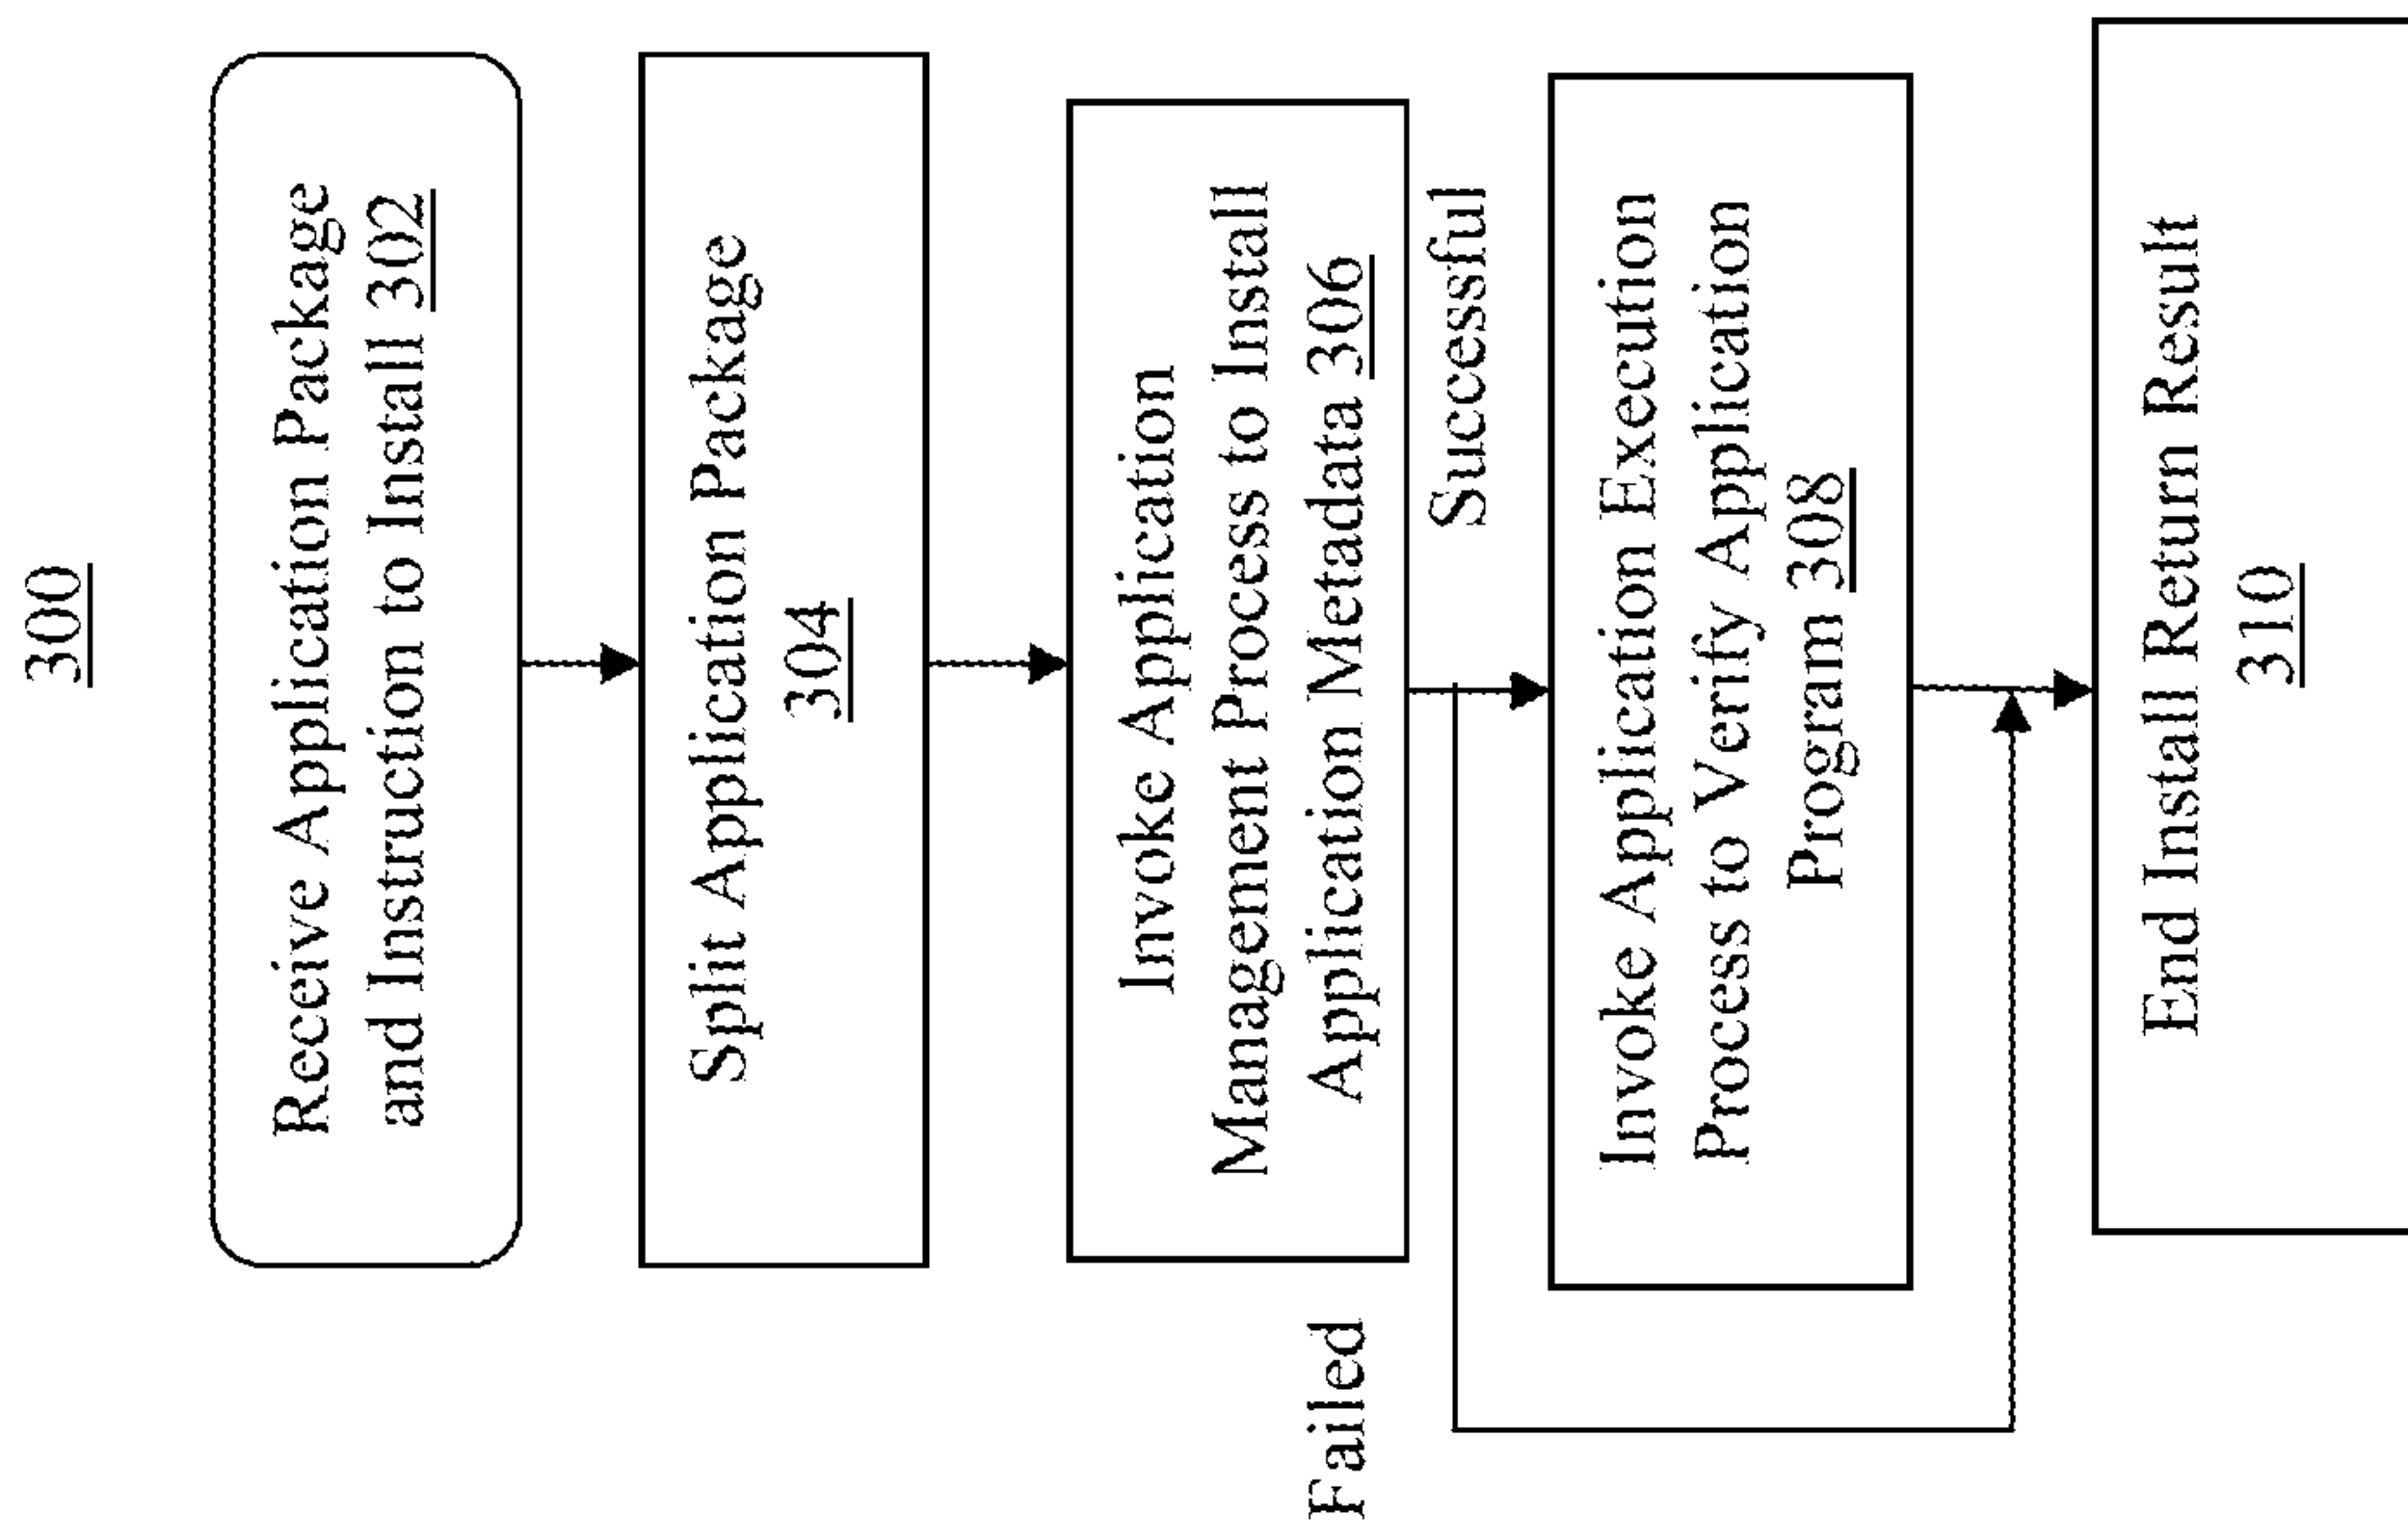 300
Receive Application Package
and Instruction to Install 302
Split Application Package
304
Invoke Application
Management Process to Install
Application Metadata 306
Failed
Successful
Invoke Application Execution
Process to Verify Application
Program 308
End Install Return Result
310